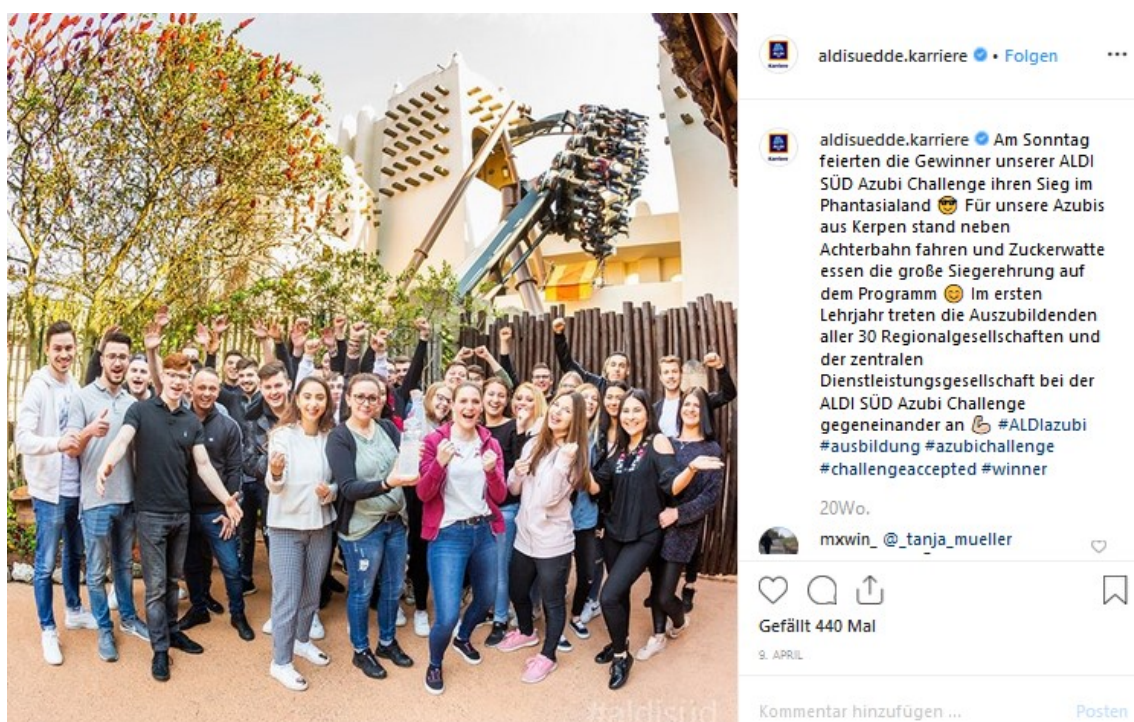 aldisuedde.karriere • Folgen
aldisuedde.karriere Am Sonntag
feierten die Gewinner unserer ALDI
SÜD Azubi Challenge ihren Sieg im
Phantasialand 😎 Für unsere Azubis
aus Kerpen stand neben
Achterbahn fahren und Zuckerwatte
essen die große Siegerehrung auf
dem Programm 😊 Im ersten
Lehrjahr treten die Auszubildenden
aller 30 Regionalgesellschaften und
der zentralen
Dienstleistungsgesellschaft bei der
ALDI SÜD Azubi Challenge
gegeneinander an 💪 #ALDIazubi
#ausbildung #azubichallenge
#challengeaccepted #winner
20Wo.
mxwin_ @_tanja_mueller
Gefällt 440 Mal
9. APRIL
Kommentar hinzufügen ...
Posten
#aldisüd